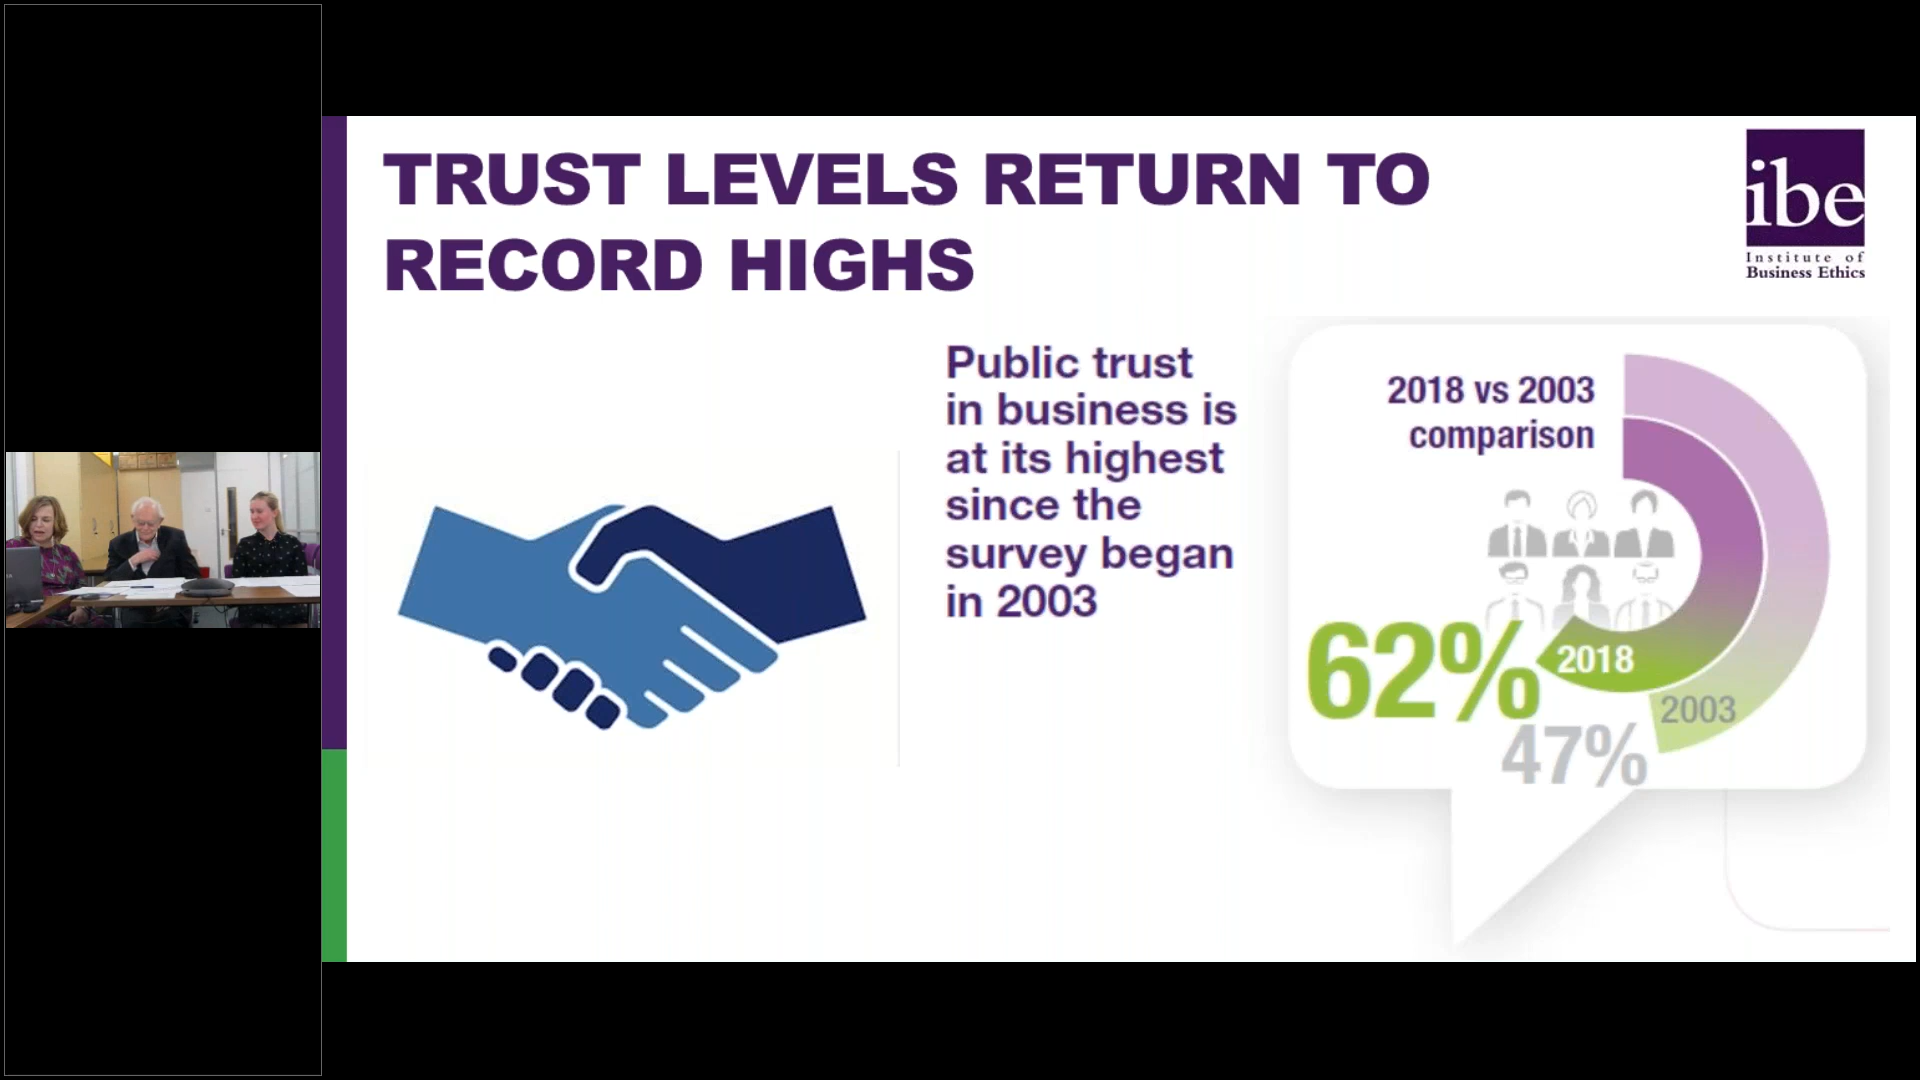 TRUST LEVELS RETURN TO
RECORD HIGHS
ibe
Institute of
Business Ethics
Public trust
in business is
at its highest
since the
survey began
in 2003
2018 vs 2003
comparison
62%
2018
2003
47%